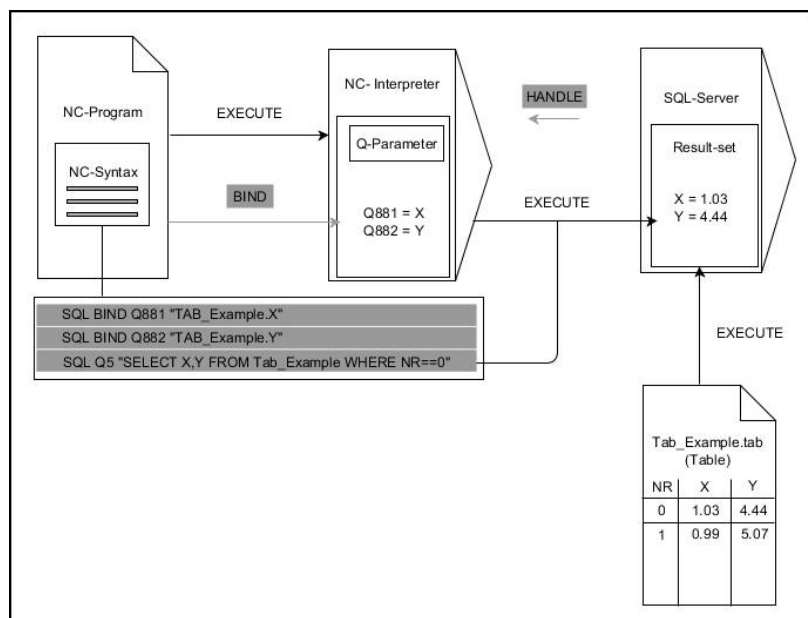 NC-Program
NC-Syntax
EXECUTE
BIND
NC- Interpreter
Q-Parameter
Q881 = X
Q882 = Y
HANDLE
EXECUTE
SQL-Server
Result-set
X = 1.03
Y = 4.44
SQL BIND Q881 "TAB_Example.X"
SQL BIND Q882 "TAB_Example.Y"
SQL Q5 "SELECT X,Y FROM Tab_Example WHERE NR==0"
EXECUTE
Tab_Example.tab
(Table)
NR X Y
0 1.03 4.44
1 0.99 5.07